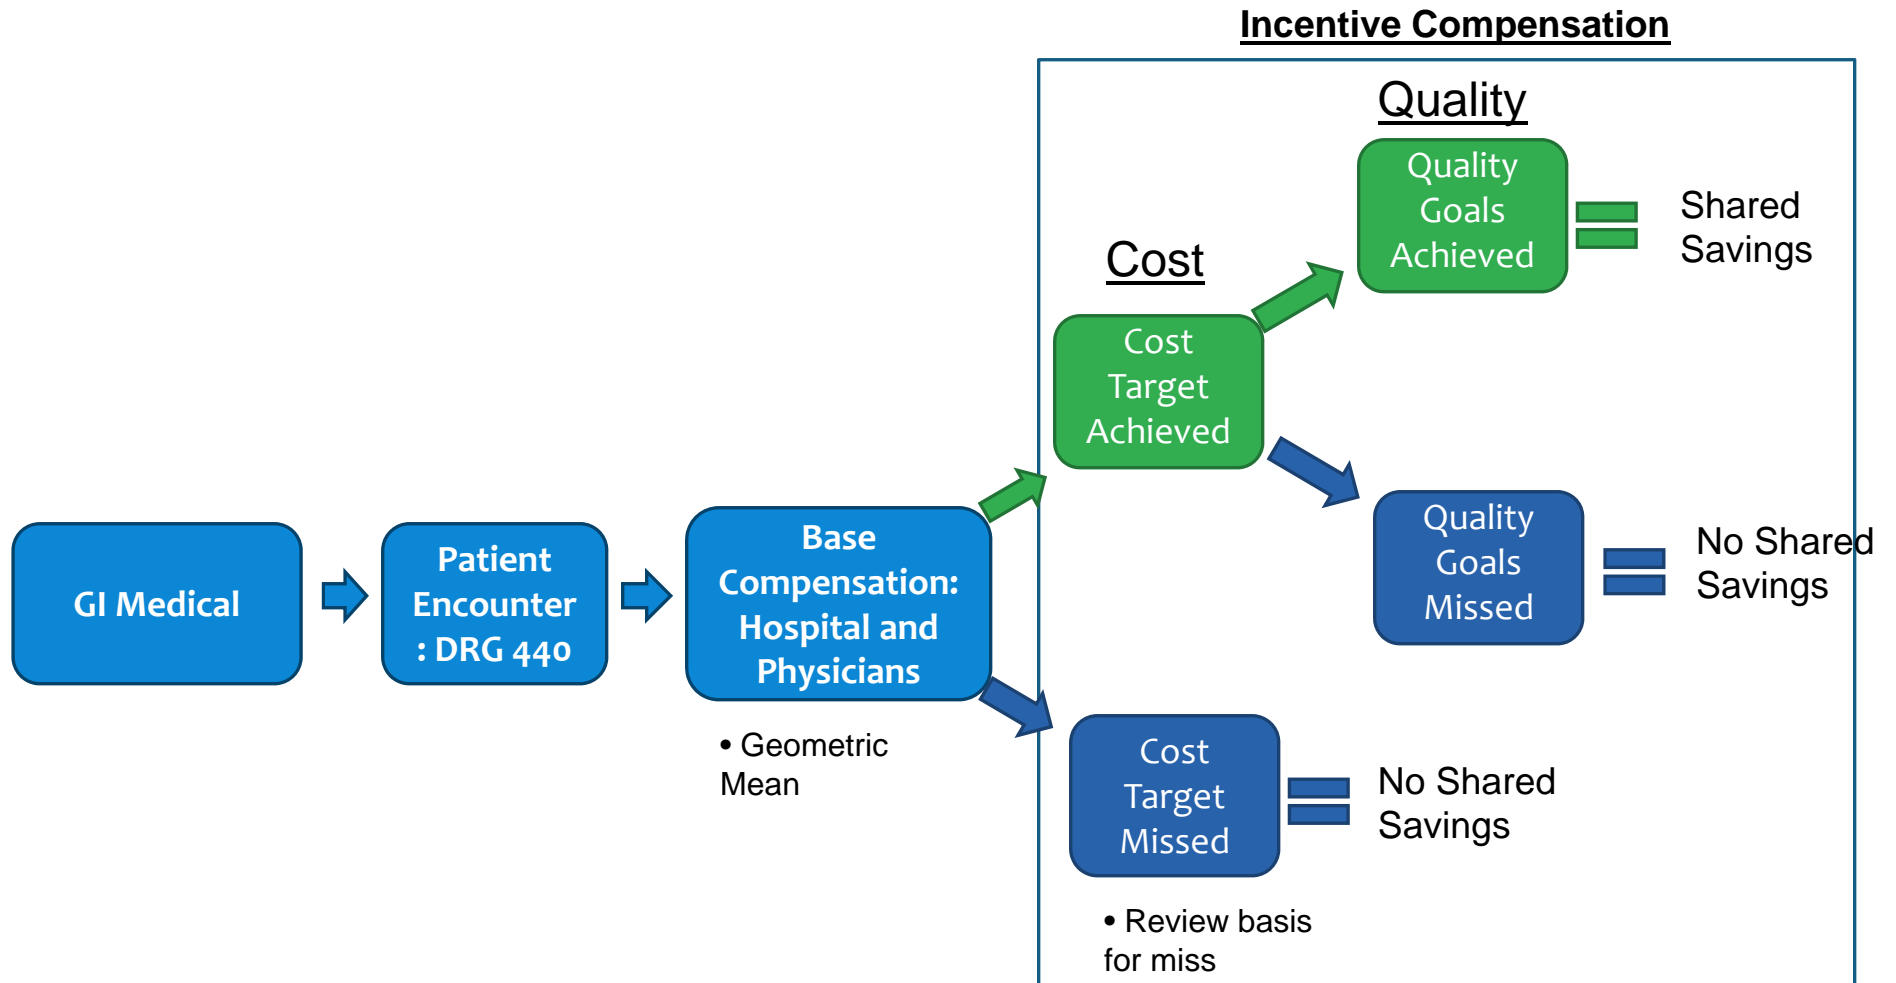 Incentive Compensation
Quality
Quality
Goals
Achieved
Shared
Savings
Cost
Cost
Target
Achieved
Quality
Goals
Missed
No Shared
Savings
GI Medical
Patient
Encounter
: DRG 440
Base
Compensation:
Hospital and
Physicians
• Geometric
Mean
Cost
Target
Missed
No Shared
Savings
• Review basis
for miss